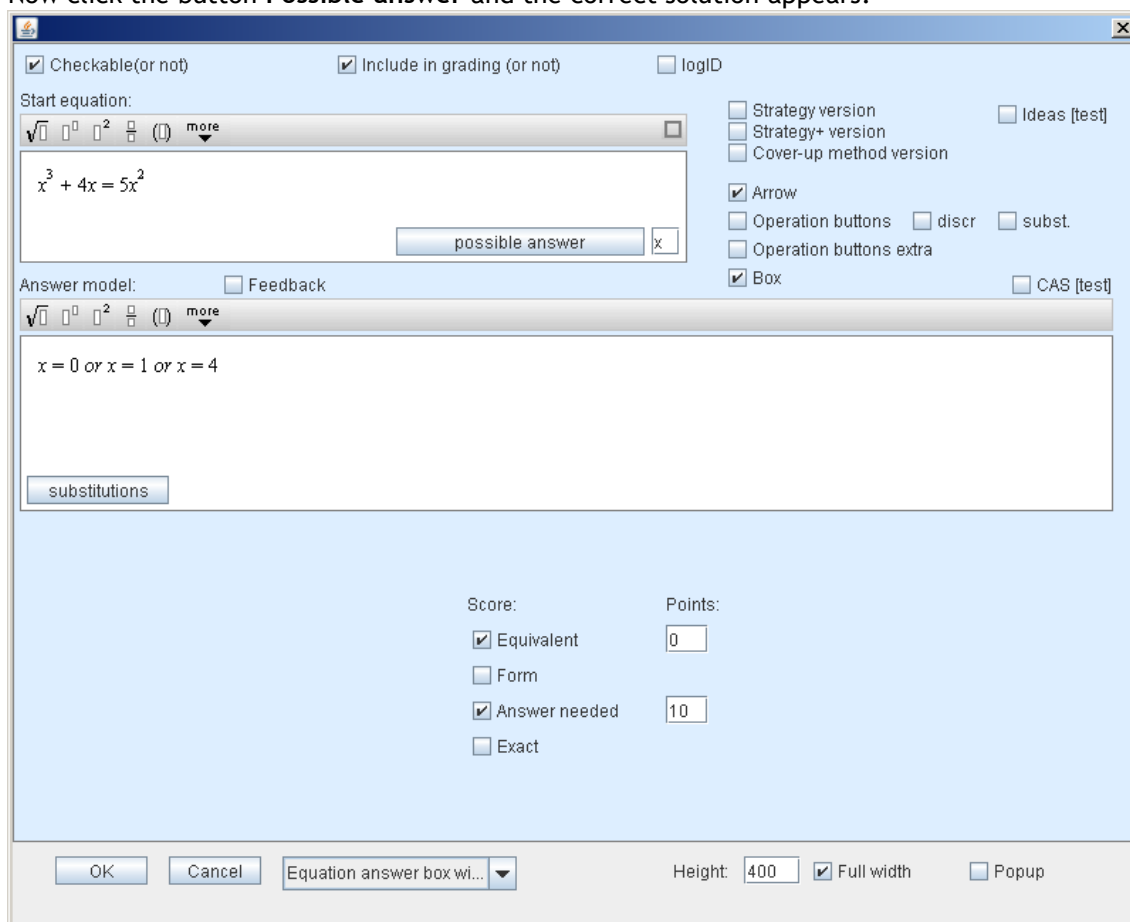 Now click the button Possible answer and the correct solution appears:
Checkable(or not) Include in grading (or not) logID
Start equation:
Strategy version Ideas [test]
Strategy+ version
Cover-up method version
more
x³ + 4x = 5x²
Arrow
Operation buttons discr subst.
possible answer x
Operation buttons extra
Box
Answer model: Feedback CAS [test]
more
x = 0 or x = 1 or x = 4
substitutions
Score: Points:
Equivalent 0
Form
Answer needed 10
Exact
OK Cancel Equation answer box wi... Height: 400 Full width Popup